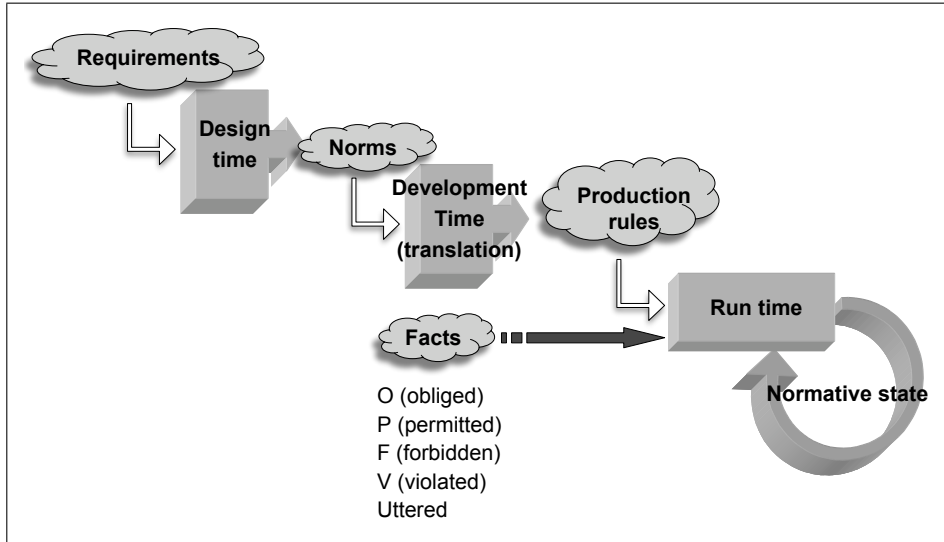 Requirements
Design
time
Norms
Development
Time
(translation)
Production
rules
Run time
Facts
Normative state
O (obliged)
P (permitted)
F (forbidden)
V (violated)
Uttered